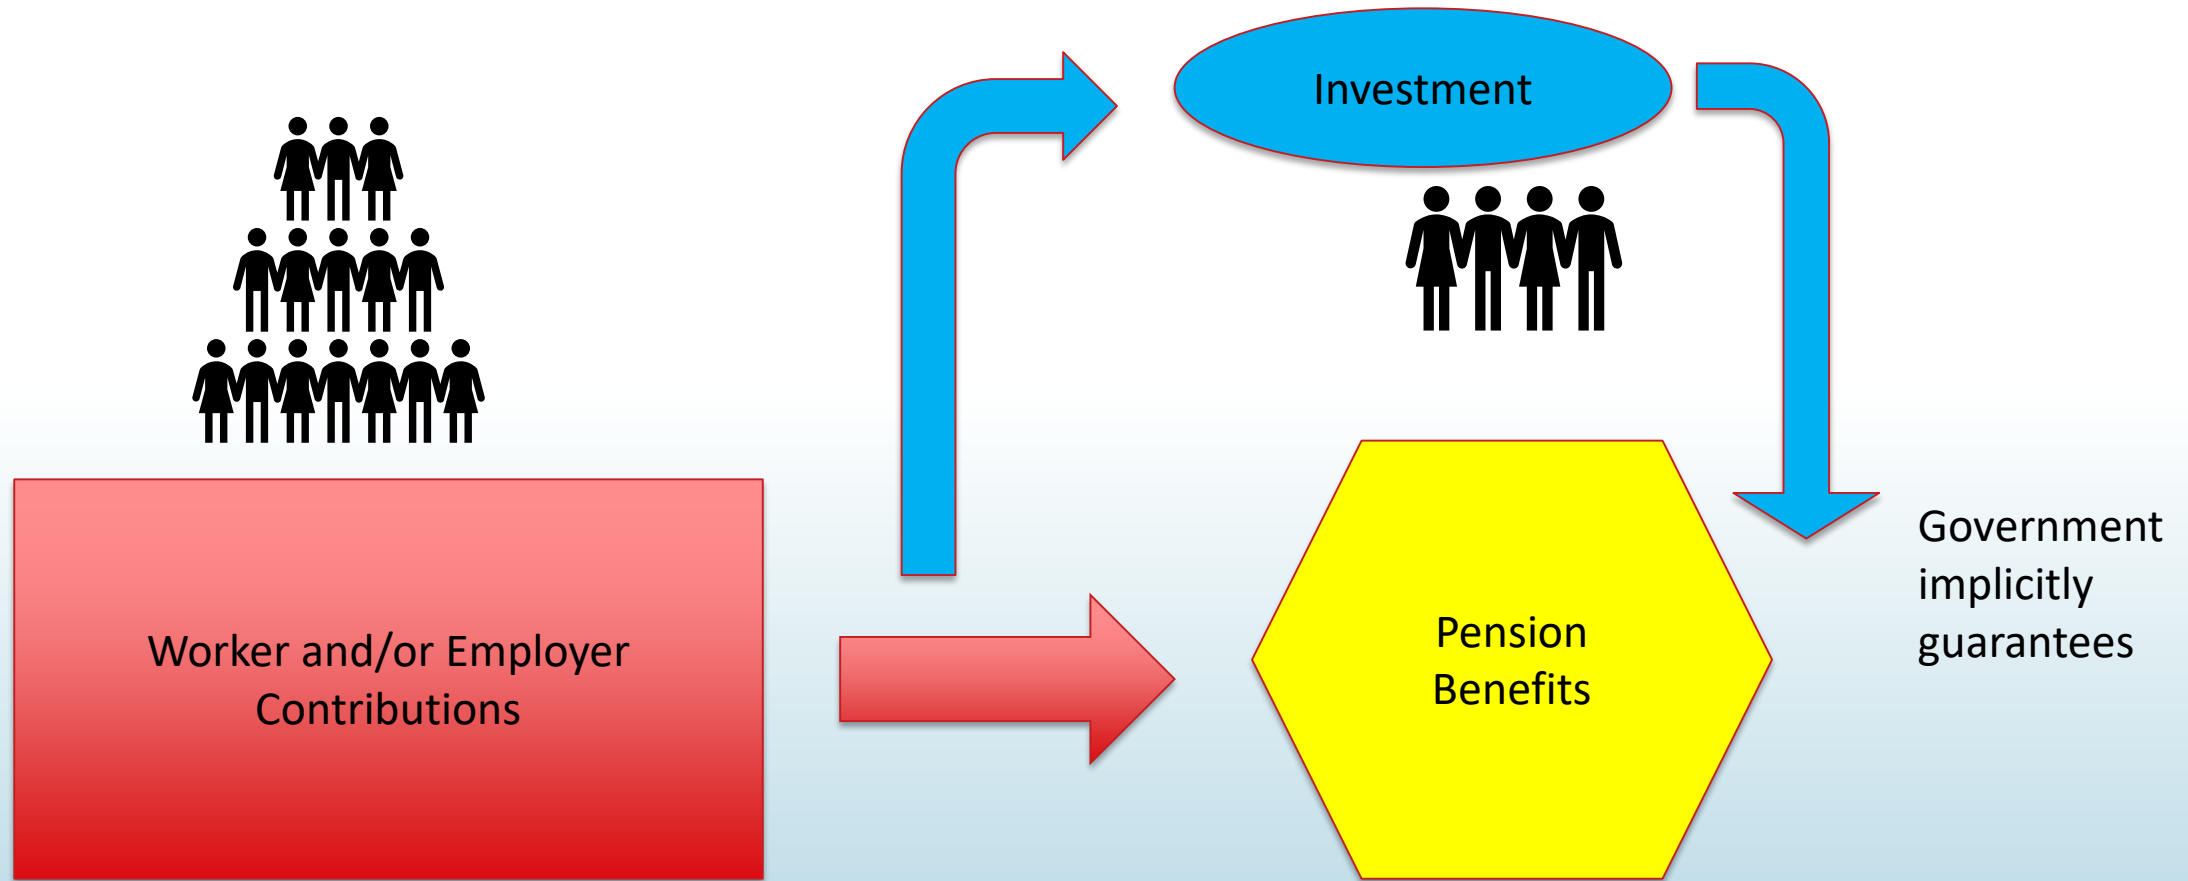 Investment
Worker and/or Employer
Contributions
Pension
Benefits
Government
implicitly
guarantees